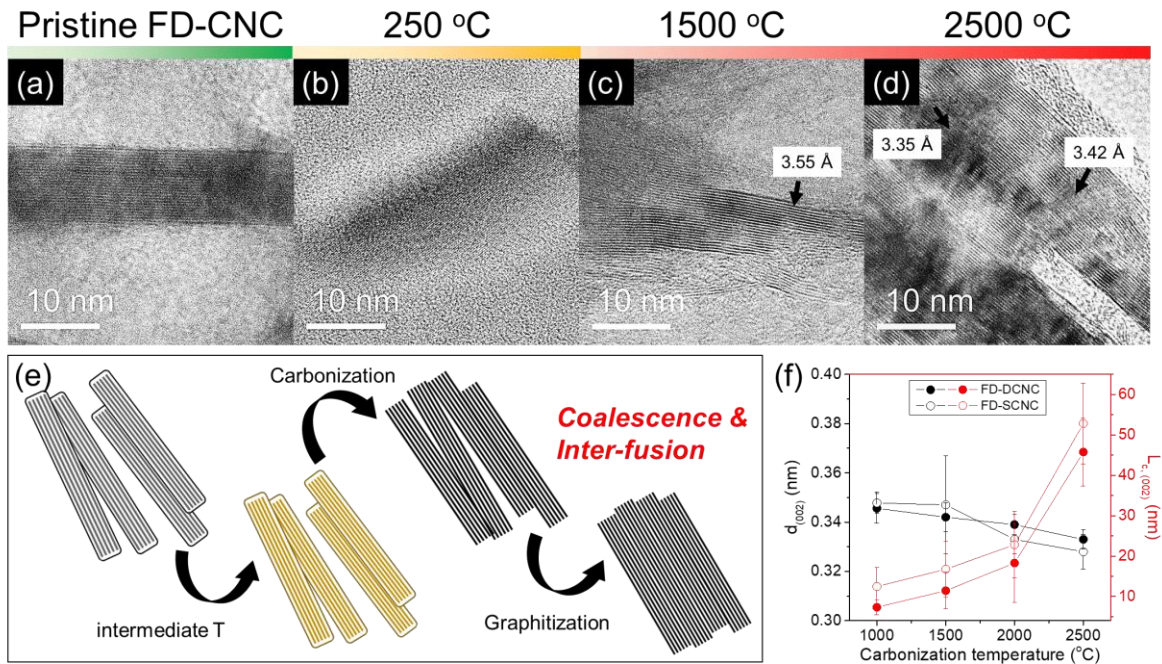 Pristine FD-CNC
250 °C
1500 °C
2500 °C
(a)
10 nm
(b)
10 nm
(c)
3.55 Å
10 nm
(d)
3.35 Å
3.42 Å
10 nm
(e)
Carbonization
Coalescence &
Inter-fusion
intermediate T
Graphitization
(f)
FD-DCNC
FD-SCNC
0.40
0.38
0.36
0.34
0.32
0.30
d(002) (nm)
60
50
40
30
20
10
Lc, (002) (nm)
1000
1500
2000
2500
Carbonization temperature (°C)